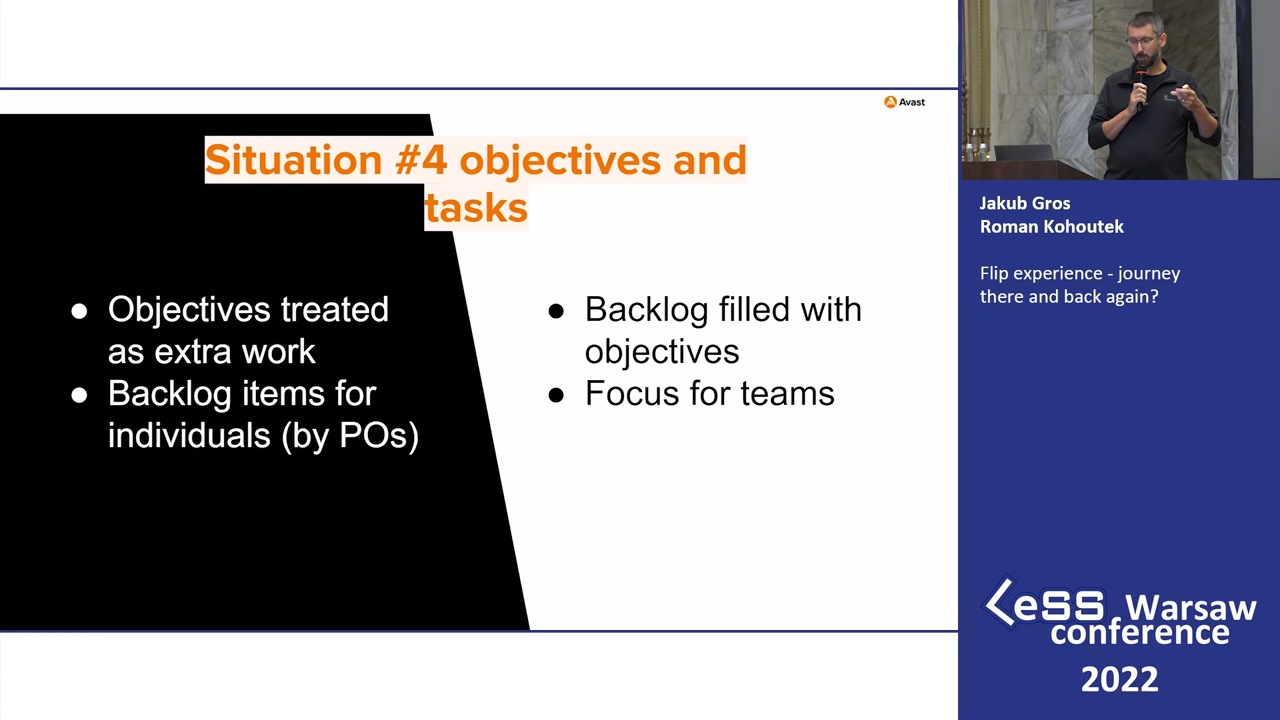 Avast
Situation #4 objectives and
tasks
● Objectives treated
as extra work
● Backlog items for
individuals (by POs)
● Backlog filled with
objectives
● Focus for teams
Jakub Gros
Roman Kohoutek
Flip experience - journey
there and back again?
LeSS Warsaw
conference
2022